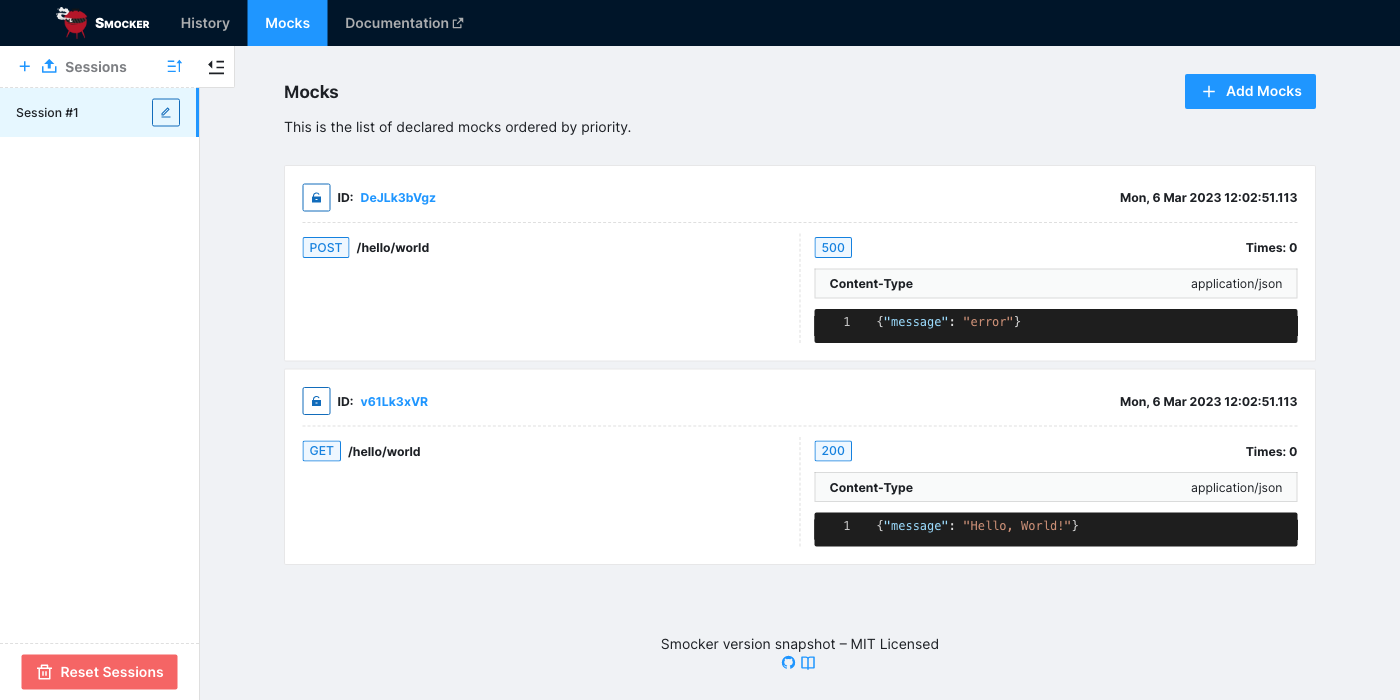 Smocker History Mocks Documentation
Sessions
Session #1
Mocks
Add Mocks
This is the list of declared mocks ordered by priority.
ID: DeJLk3bVgz Mon, 6 Mar 2023 12:02:51.113
POST /hello/world 500 Times: 0
Content-Type application/json
1 {"message": "error"}
ID: v61Lk3xVR Mon, 6 Mar 2023 12:02:51.113
GET /hello/world 200 Times: 0
Content-Type application/json
1 {"message": "Hello, World!"}
Smocker version snapshot – MIT Licensed
Reset Sessions